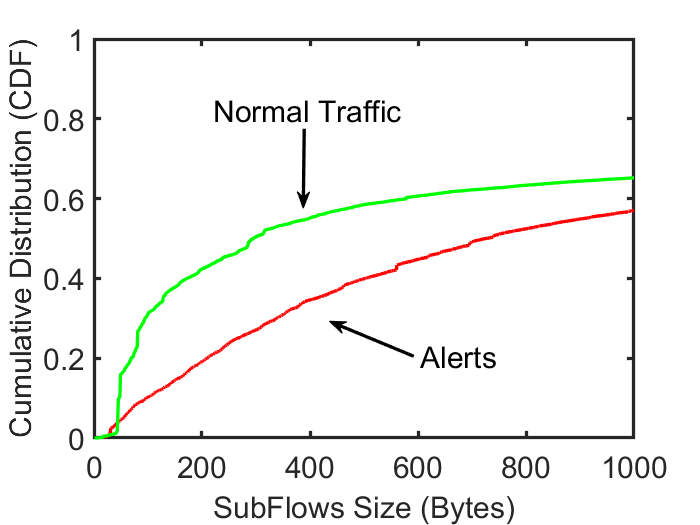 1
0.8
0.6
0.4
0.2
0
Cumulative Distribution (CDF)
Normal Traffic
Alerts
0 200 400 600 800 1000
SubFlows Size (Bytes)